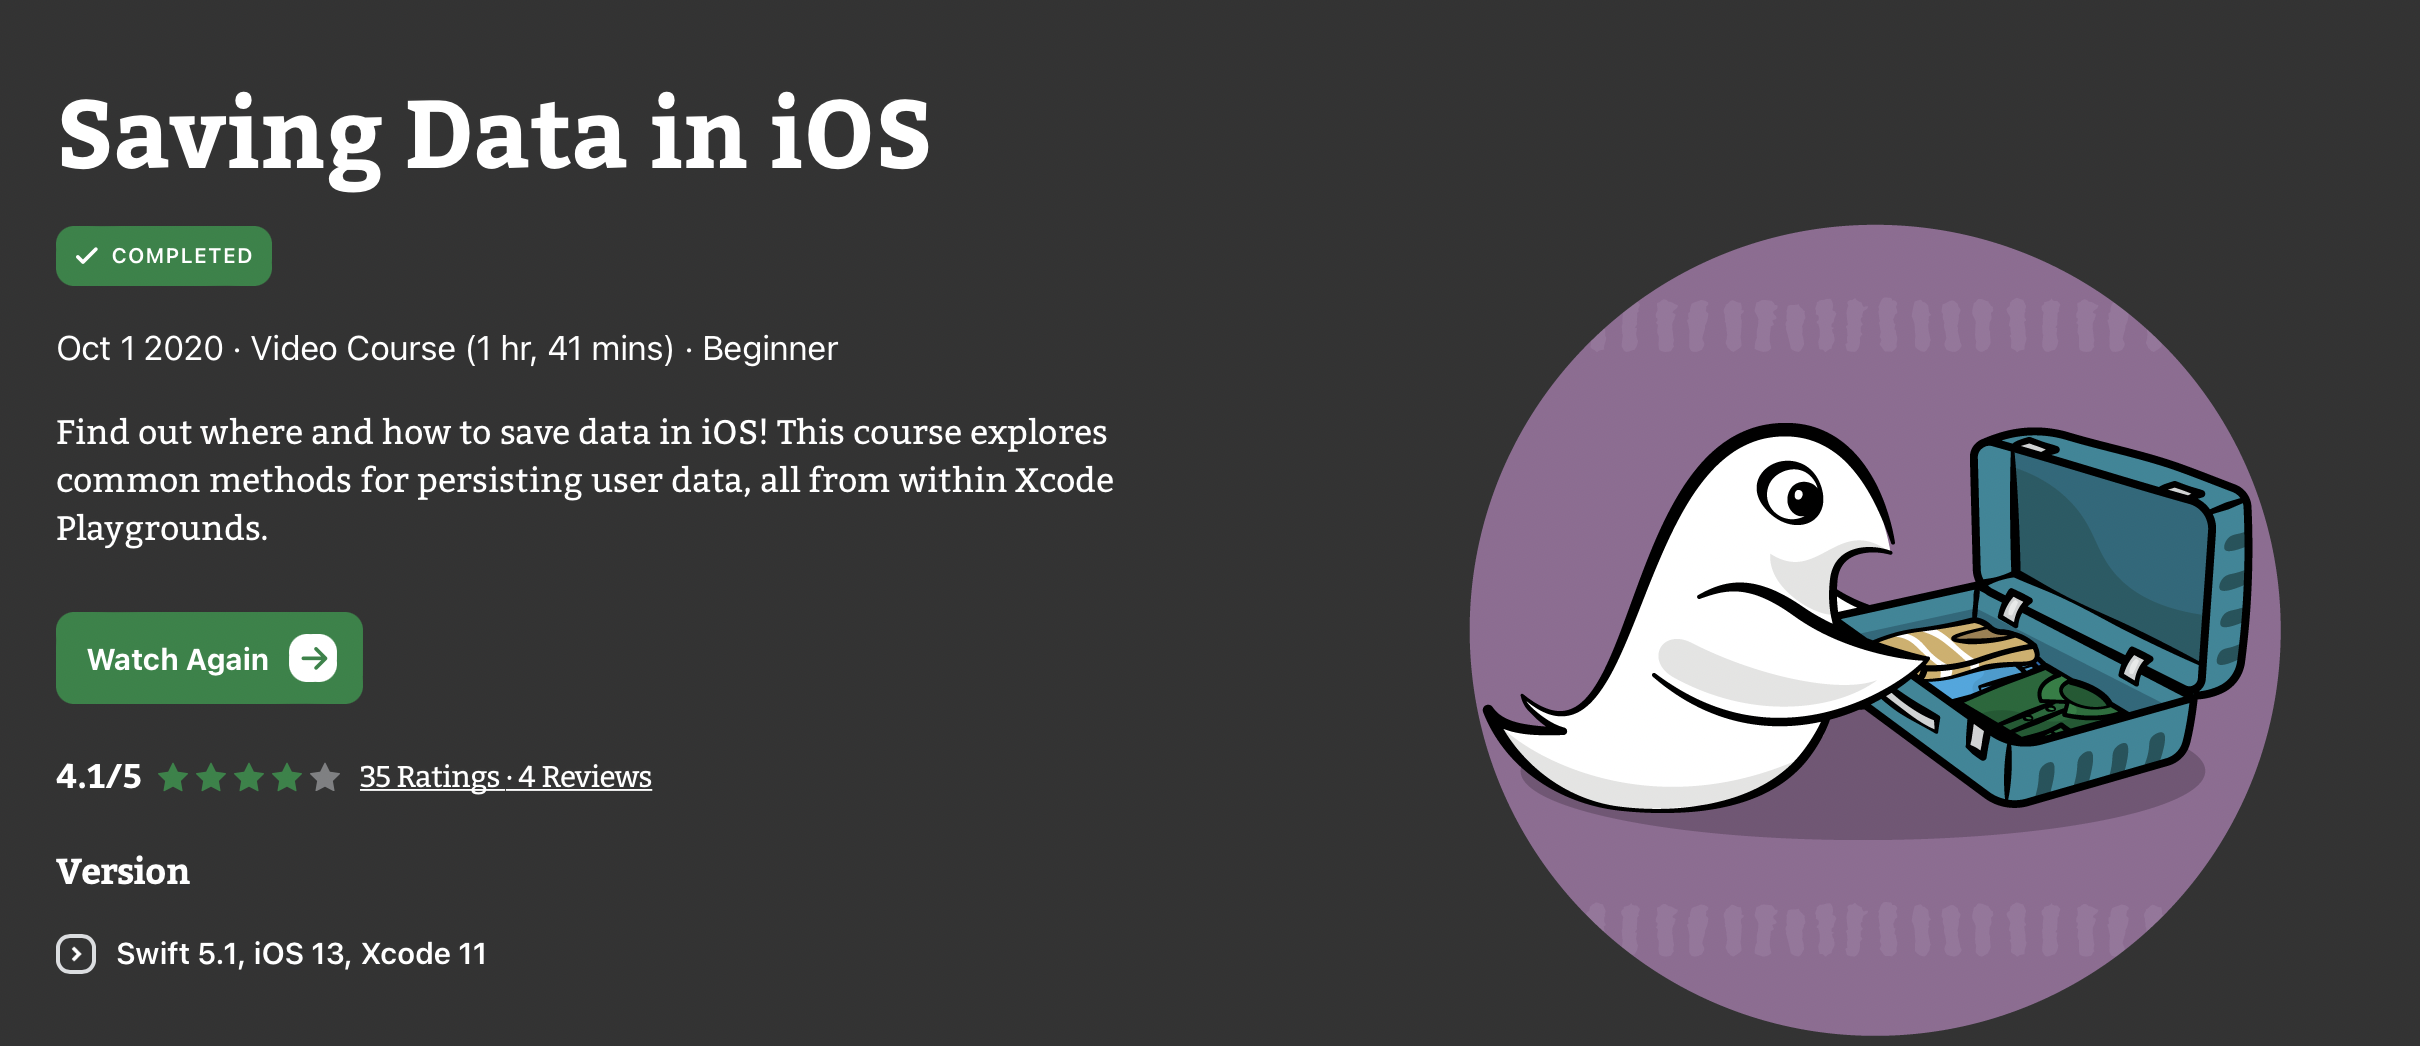 Saving Data in iOS
COMPLETED
Oct 1 2020 · Video Course (1 hr, 41 mins) · Beginner
Find out where and how to save data in iOS! This course explores
common methods for persisting user data, all from within Xcode
Playgrounds.
Watch Again
4.1/5 35 Ratings · 4 Reviews
Version
Swift 5.1, iOS 13, Xcode 11